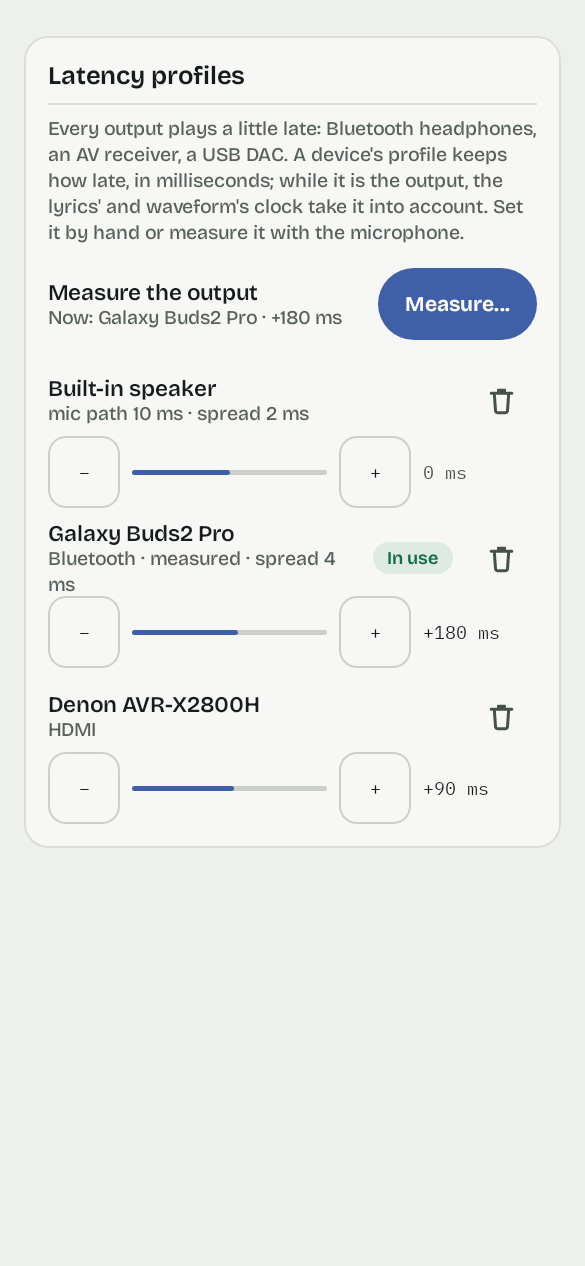 Latency profiles
Every output plays a little late: Bluetooth headphones,
an AV receiver, a USB DAC. A device's profile keeps
how late, in milliseconds; while it is the output, the
lyrics' and waveform's clock take it into account. Set
it by hand or measure it with the microphone.
Measure the output
Now: Galaxy Buds2 Pro · +180 ms
Measure...
Built-in speaker
mic path 10 ms · spread 2 ms
− + 0 ms
Galaxy Buds2 Pro
Bluetooth · measured · spread 4
ms
In use
− + +180 ms
Denon AVR-X2800H
HDMI
− + +90 ms